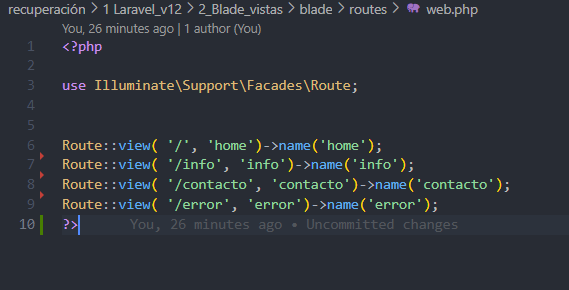 recuperación > 1 Laravel_v12 > 2_Blade_vistas > blade > routes > web.php
You, 26 minutes ago | 1 author (You)
1 <?php
2
3 use Illuminate\Support\Facades\Route;
4
5
6 Route::view( '/', 'home')->name('home');
7 Route::view( '/info', 'info')->name('info');
8 Route::view( '/contacto', 'contacto')->name('contacto');
9 Route::view( '/error', 'error')->name('error');
10 ?> You, 26 minutes ago • Uncommitted changes